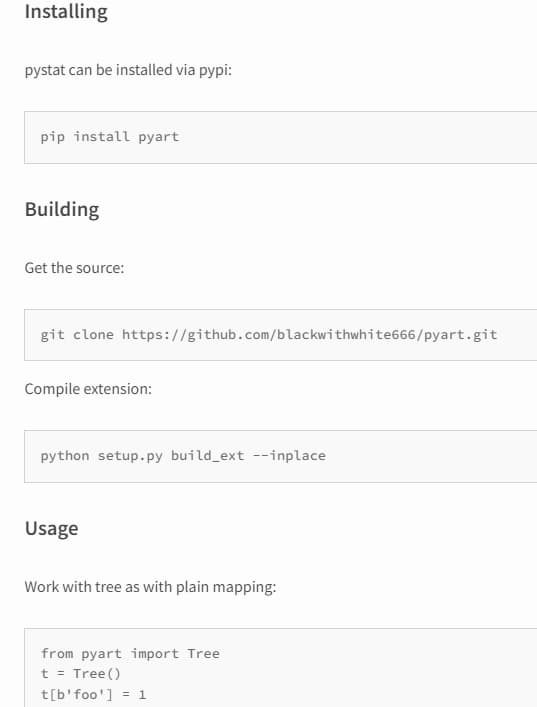 Installing
pystat can be installed via pypi:
pip install pyart
Building
Get the source:
git clone https://github.com/blackwithwhite666/pyart.git
Compile extension:
python setup.py build_ext --inplace
Usage
Work with tree as with plain mapping:
from pyart import Tree
t = Tree()
t[b'foo'] = 1